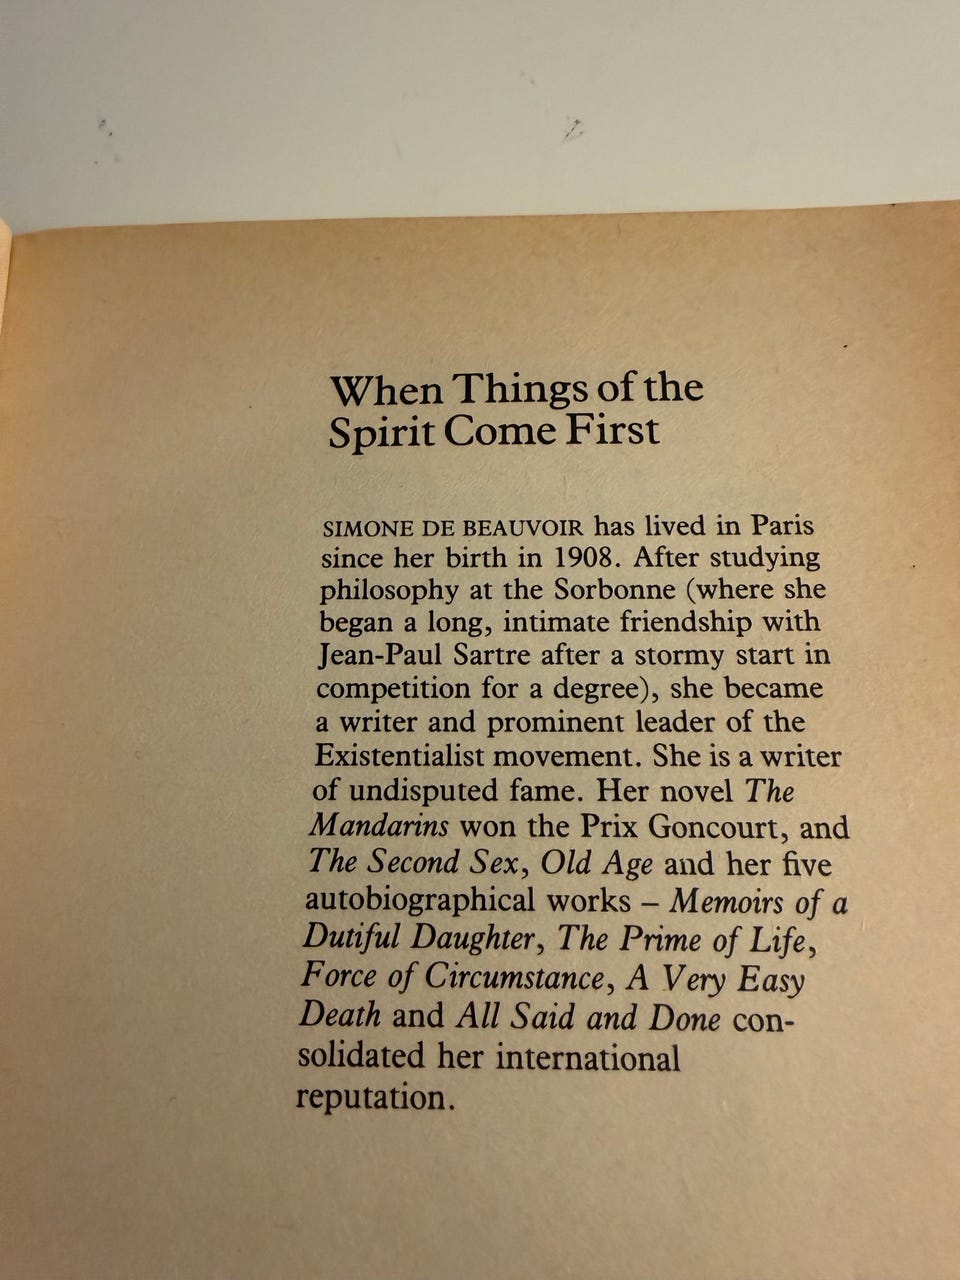 When Things of the
Spirit Come First
SIMONE DE BEAUVOIR has lived in Paris
since her birth in 1908. After studying
philosophy at the Sorbonne (where she
began a long, intimate friendship with
Jean-Paul Sartre after a stormy start in
competition for a degree), she became
a writer and prominent leader of the
Existentialist movement. She is a writer
of undisputed fame. Her novel The
Mandarins won the Prix Goncourt, and
The Second Sex, Old Age and her five
autobiographical works – Memoirs of a
Dutiful Daughter, The Prime of Life,
Force of Circumstance, A Very Easy
Death and All Said and Done con-
solidated her international
reputation.